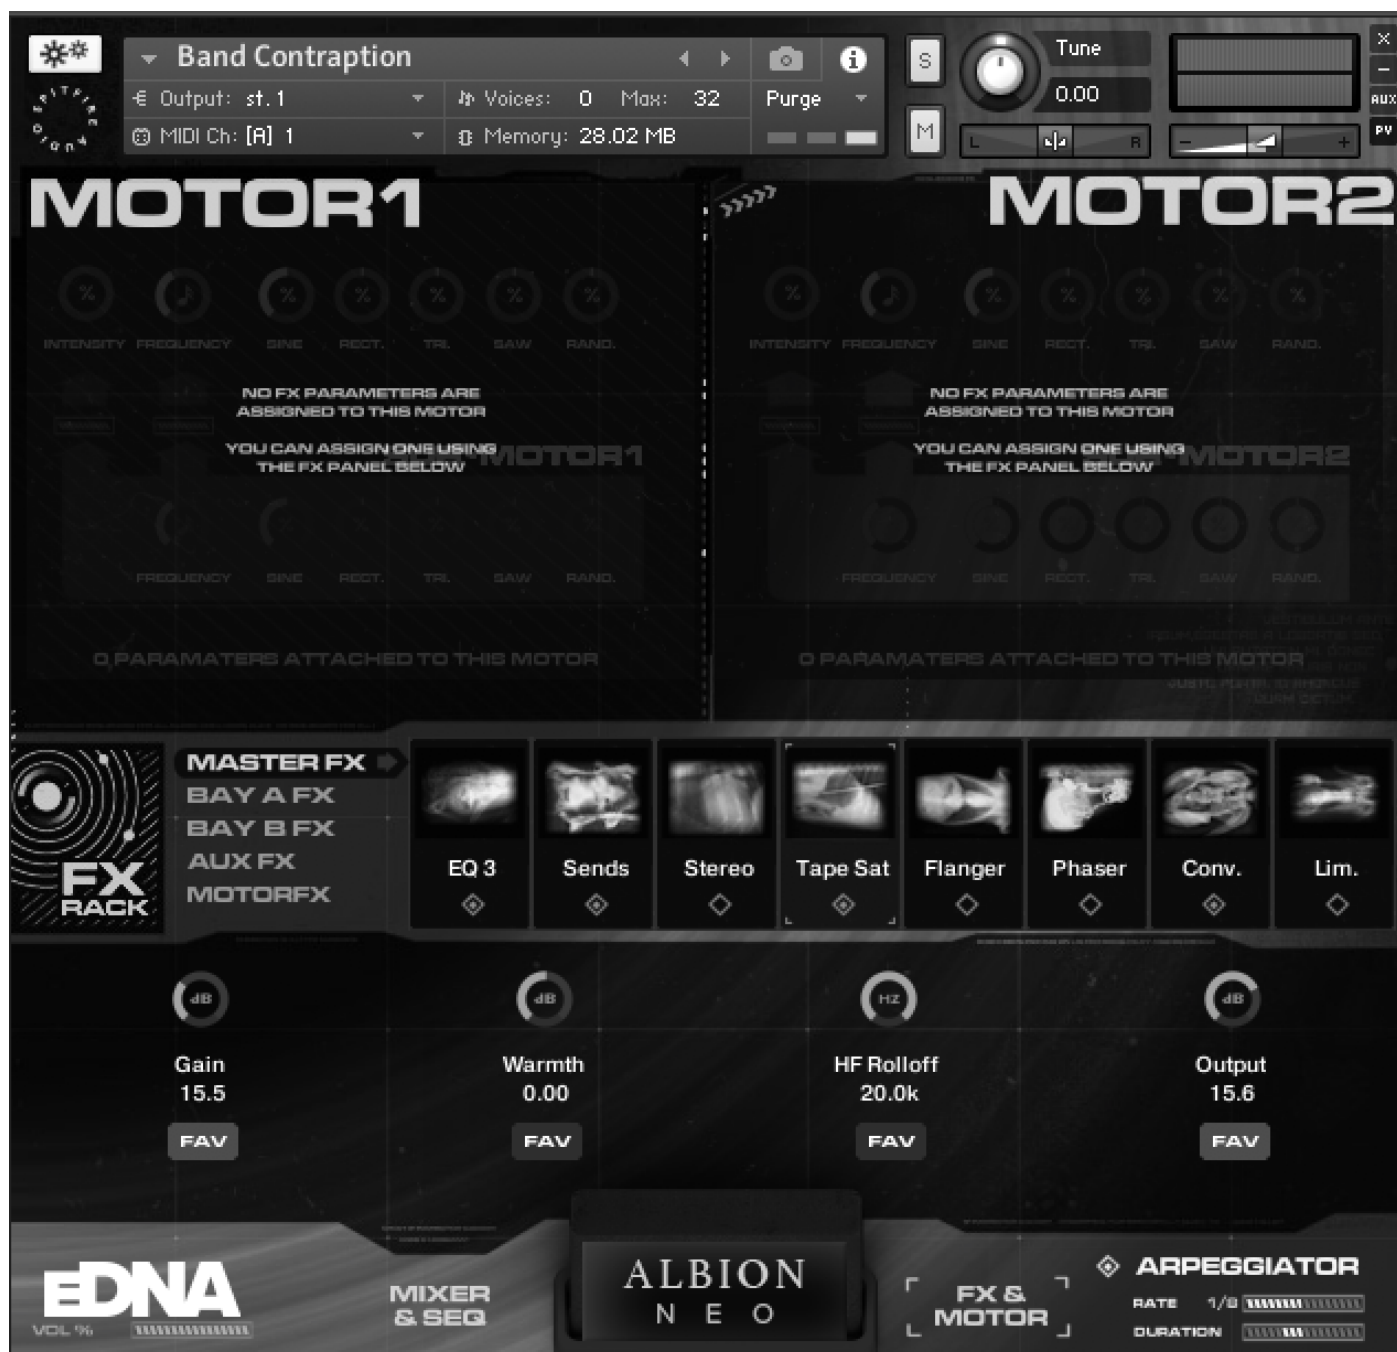 Band Contraption
S
Tune
0.00
Output: st. 1
Voices: 0 Max: 32
Purge
AUX
PV
MIDI Ch: [A] 1
Memory: 28.02 MB
M
L
R
SPITFIRE AUDIO
MOTOR1
MOTOR2
INTENSITY FREQUENCY SINE RECT. TRI. SAW RAND.
INTENSITY FREQUENCY SINE RECT. TRI. SAW RAND.
NO FX PARAMETERS ARE
ASSIGNED TO THIS MOTOR
YOU CAN ASSIGN ONE USING
THE FX PANEL BELOW
MOTOR1
NO FX PARAMETERS ARE
ASSIGNED TO THIS MOTOR
YOU CAN ASSIGN ONE USING
THE FX PANEL BELOW
MOTOR2
FREQUENCY SINE RECT. TRI. SAW RAND.
FREQUENCY SINE RECT. TRI. SAW RAND.
0 PARAMATERS ATTACHED TO THIS MOTOR
0 PARAMATERS ATTACHED TO THIS MOTOR
FX
RACK
MASTER FX
BAY A FX
BAY B FX
AUX FX
MOTORFX
EQ 3
Sends
Stereo
Tape Sat
Flanger
Phaser
Conv.
Lim.
dB
Gain
15.5
FAV
dB
Warmth
0.00
FAV
HZ
HF Rolloff
20.0k
FAV
dB
Output
15.6
FAV
EDNA
VOL %
MIXER
& SEQ
ALBION
NEO
FX &
MOTOR
ARPEGGIATOR
RATE 1/8
DURATION